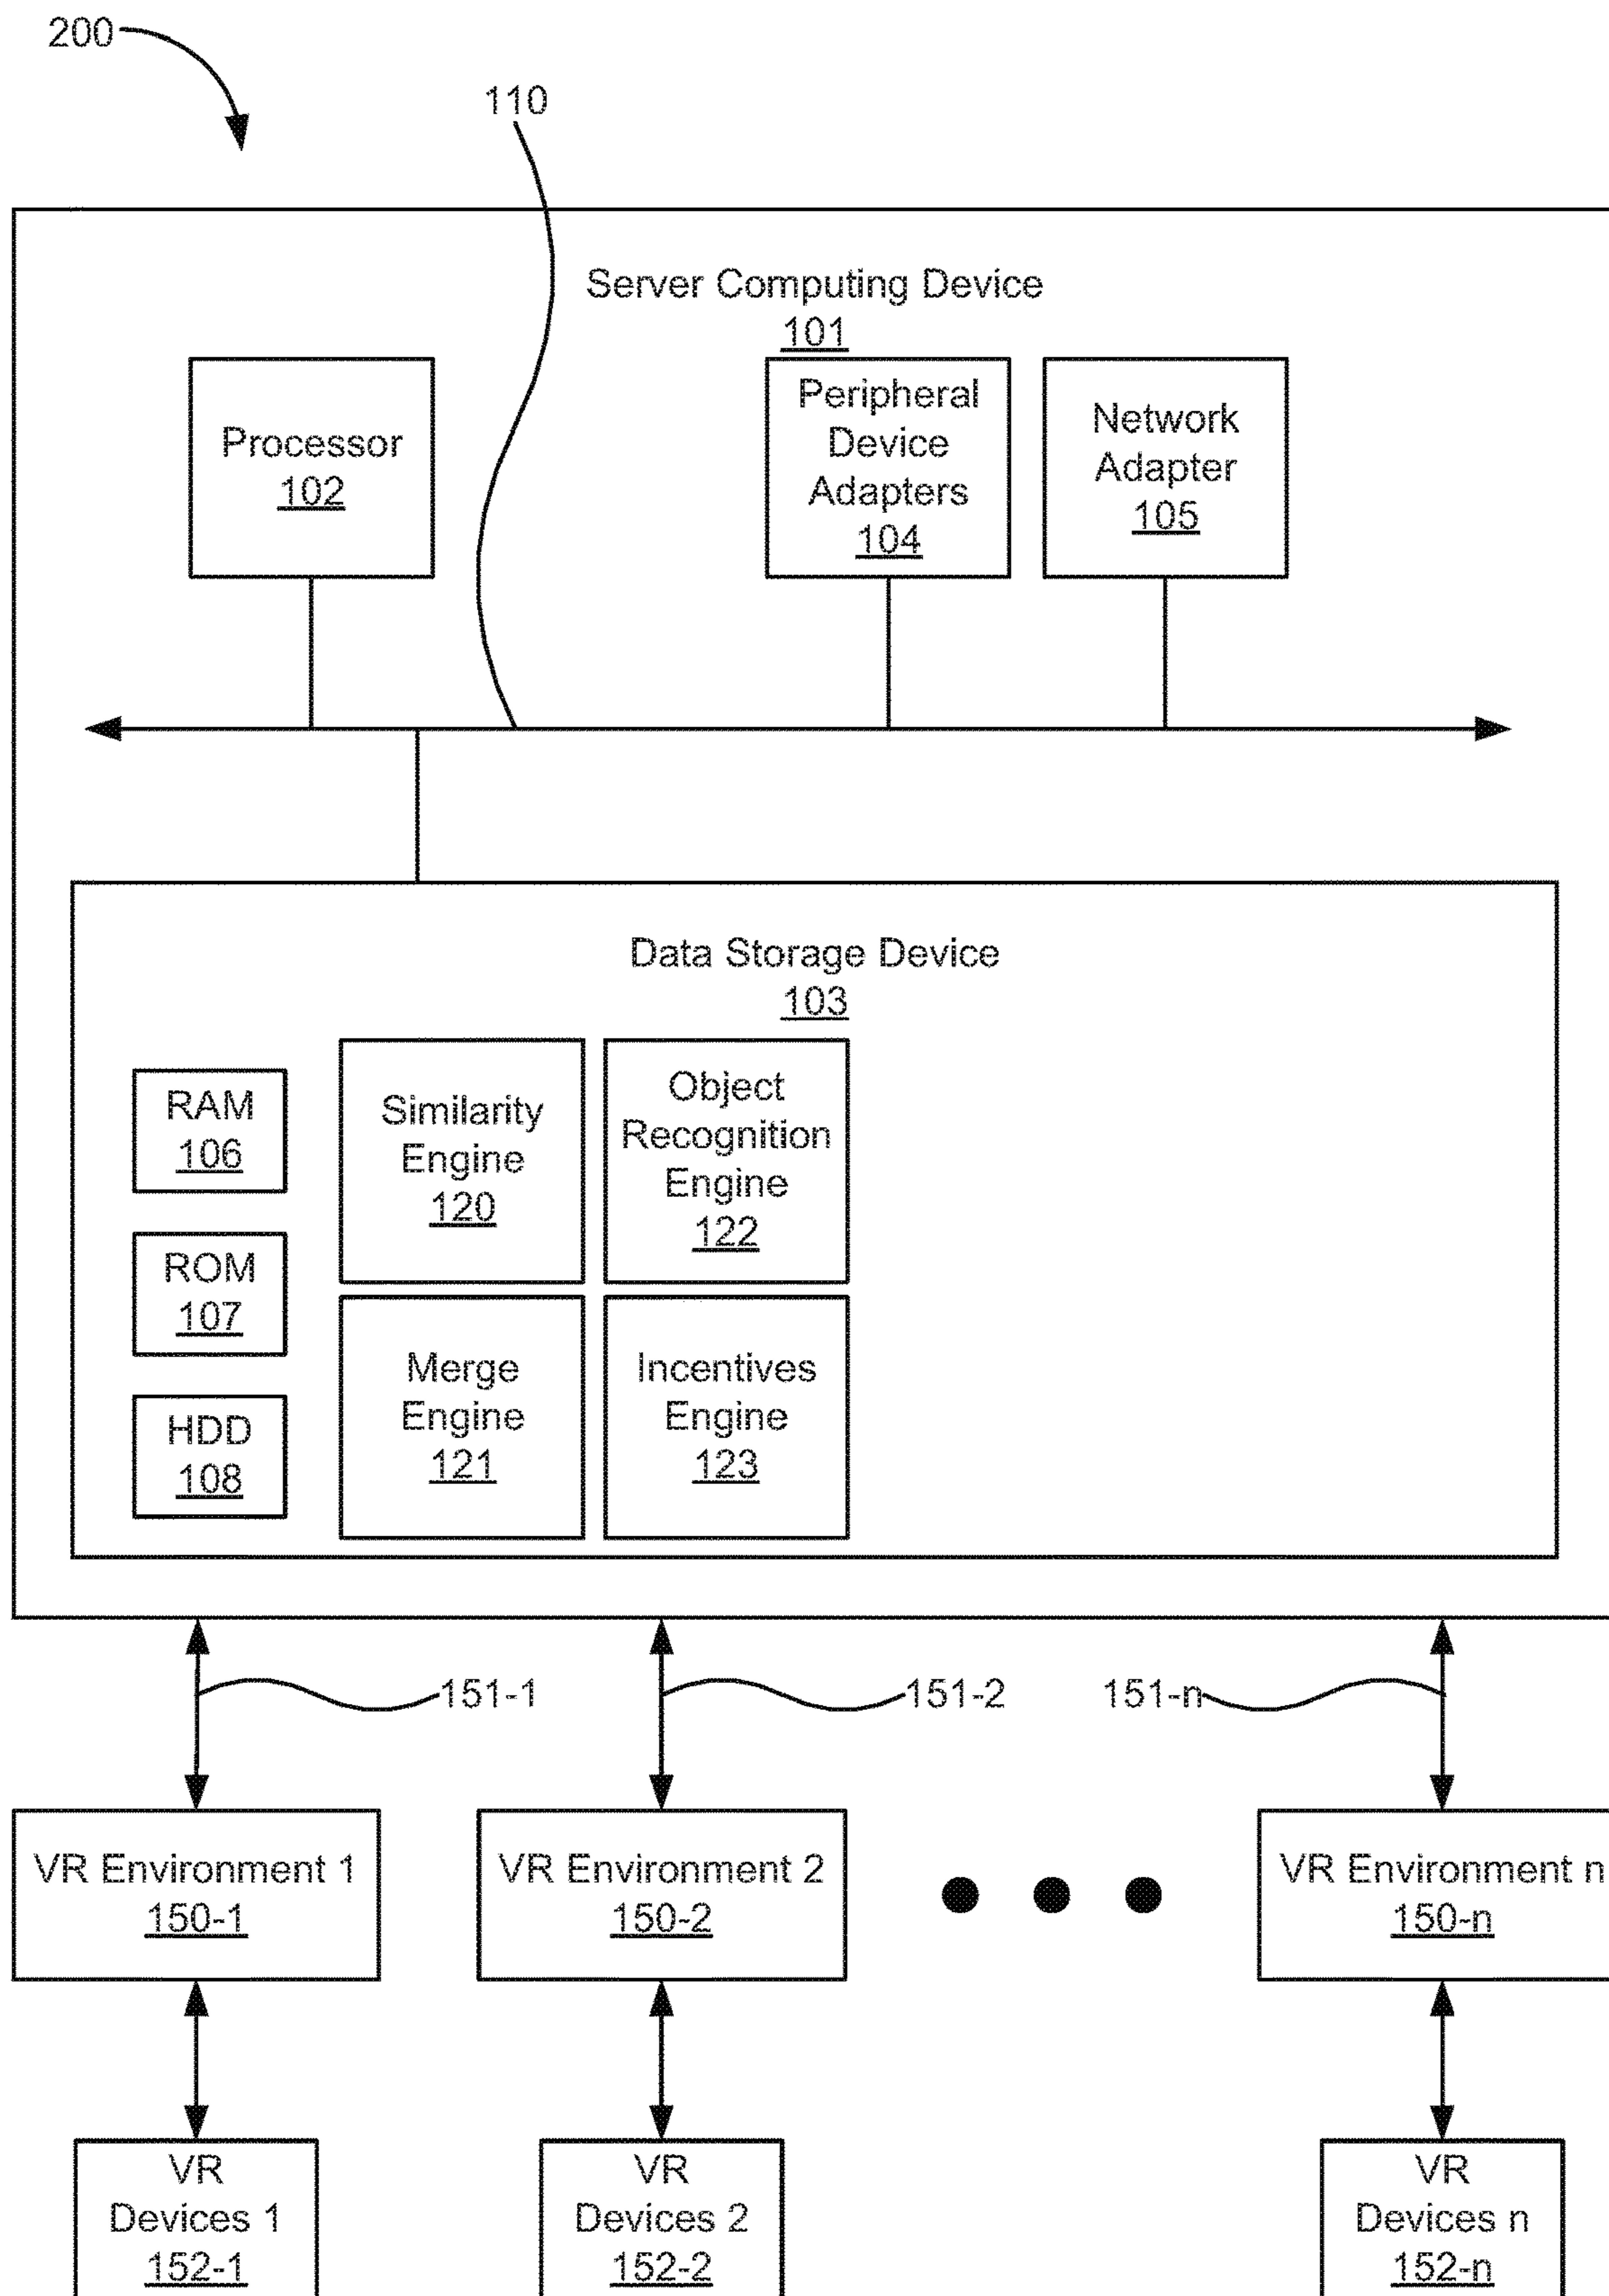 200
110
Server Computing Device
101
Processor
102
Peripheral
Device
Adapters
104
Network
Adapter
105
Data Storage Device
103
RAM
106
ROM
107
HDD
108
Similarity
Engine
120
Object
Recognition
Engine
122
Merge
Engine
121
Incentives
Engine
123
151-1
151-2
151-n
VR Environment 1
150-1
VR Environment 2
150-2
VR Environment n
150-n
VR
Devices 1
152-1
VR
Devices 2
152-2
VR
Devices n
152-n